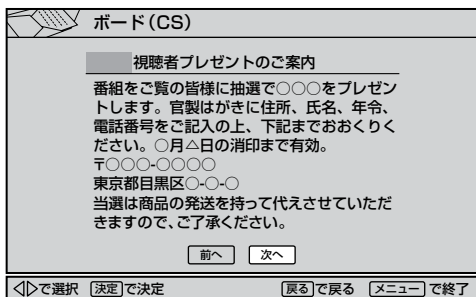 ボード（CS）
視聴者プレゼントのご案内
番組をご覧の皆様に抽選で○○○をプレゼン
トします。官製はがきに住所、氏名、年令、
電話番号をご記入の上、下記までおおくりく
ださい。○月△日の消印まで有効。
〒○○○-○○○○
東京都目黒区○-○-○
当選は商品の発送を持って代えさせていただ
きますので、ご了承ください。
前へ 次へ
◁▷で選択 決定で決定 戻るで戻る メニューで終了